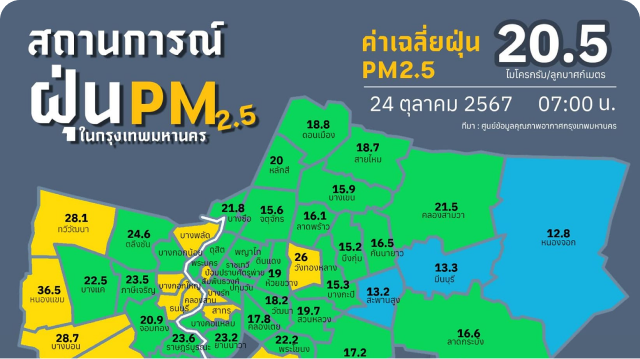 สถานการณ์
ฝุ่น PM2.5
ในกรุงเทพมหานคร
ค่าเฉลี่ยฝุ่น
PM2.5
20.5
ไมโครกรัม/ลูกบาศก์เมตร
24 ตุลาคม 2567 07:00 น.
ที่มา : ศูนย์ข้อมูลคุณภาพอากาศกรุงเทพมหานคร
18.8
ดอนเมือง
18.7
สายไหม
20
หลักสี่
15.9
บางเขน
21.5
คลองสามวา
12.8
หนองจอก
28.1
ทวีวัฒนา
24.6
ตลิ่งชัน
บางพลัด
21.8
บางซื่อ
15.6
จตุจักร
16.1
ลาดพร้าว
15.2
บึงกุ่ม
16.5
คันนายาว
13.3
มีนบุรี
36.5
หนองแขม
22.5
บางแค
23.5
ภาษีเจริญ
บางกอกน้อย
ดุสิต
พญาไท
พระนคร
ราชเทวี
ดินแดง
ป้อมปราบศัตรูพ่าย
สัมพันธวงศ์
ปทุมวัน
บางกอกใหญ่
บางรัก
คลองสาน
ธนบุรี
สาทร
บางคอแหลม
19
ห้วยขวาง
26
วังทองหลาง
15.3
บางกะปิ
13.2
สะพานสูง
18.2
วัฒนา
19.7
สวนหลวง
17.8
คลองเตย
20.9
จอมทอง
23.6
ราษฎร์บูรณะ
23.2
ยานนาวา
22.2
พระโขนง
17.2
16.6
ลาดกระบัง
28.7
บางบอน